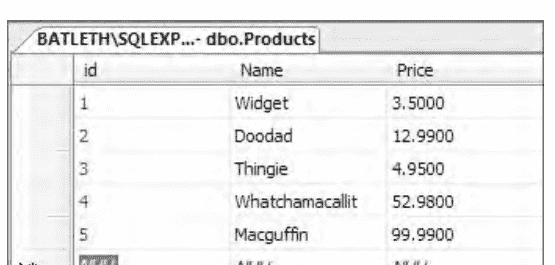 BATLETH\SQLEXP...- dbo.Products
id Name Price
1 Widget 3.5000
2 Doodad 12.9900
3 Thingie 4.9500
4 Whatchamacallit 52.9800
5 Macguffin 99.9900